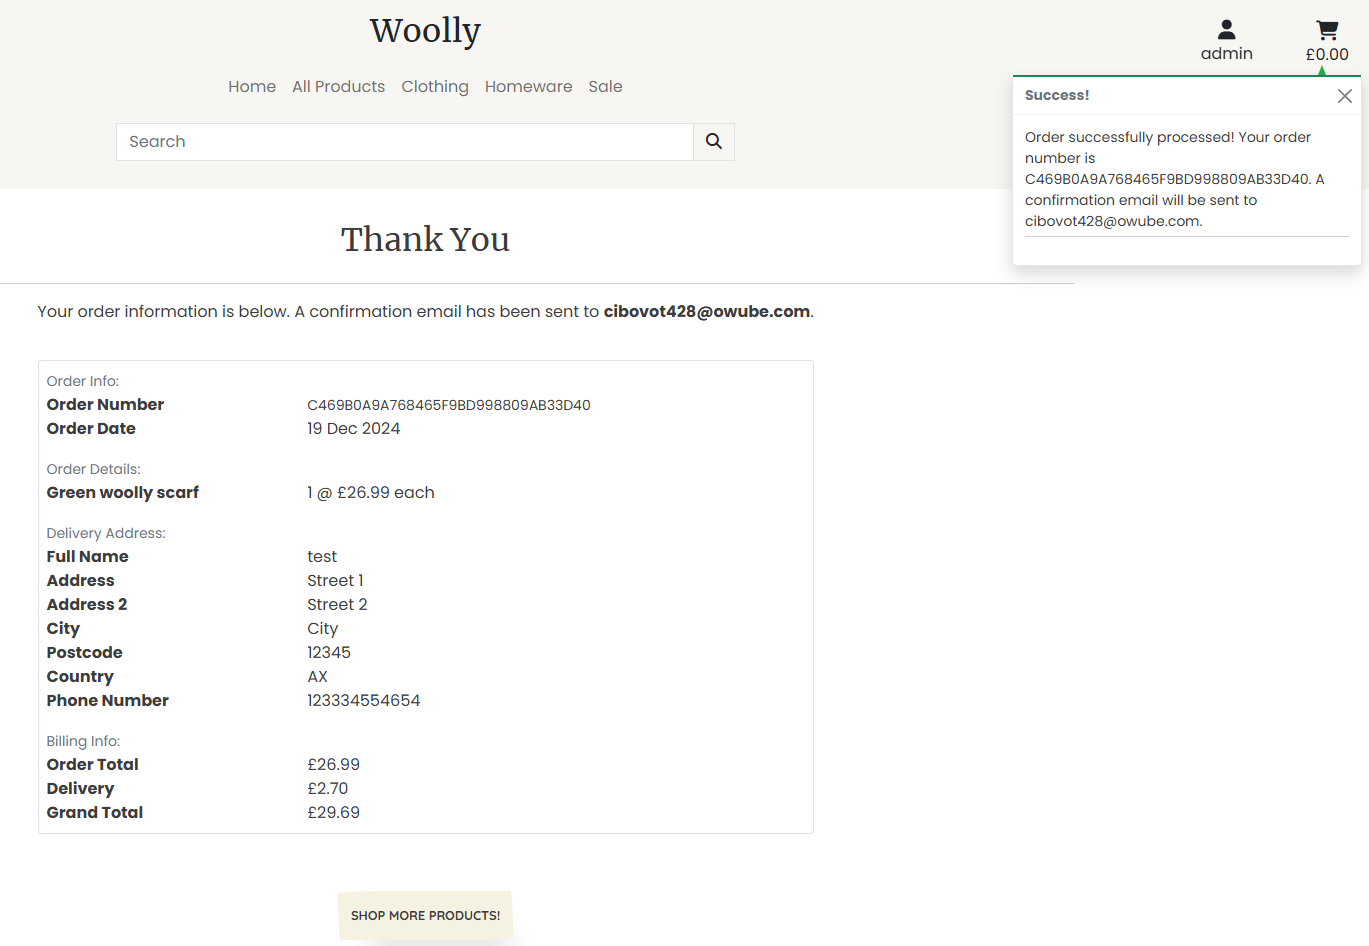 Woolly
admin
£0.00
Home All Products Clothing Homeware Sale
Search
Success!
Order successfully processed! Your order
number is
C469B0A9A768465F9BD998809AB33D40. A
confirmation email will be sent to
cibovot428@owube.com.
Thank You
Your order information is below. A confirmation email has been sent to cibovot428@owube.com.
Order Info:
Order Number C469B0A9A768465F9BD998809AB33D40
Order Date 19 Dec 2024
Order Details:
Green woolly scarf 1 @ £26.99 each
Delivery Address:
Full Name test
Address Street 1
Address 2 Street 2
City City
Postcode 12345
Country AX
Phone Number 123334554654
Billing Info:
Order Total £26.99
Delivery £2.70
Grand Total £29.69
SHOP MORE PRODUCTS!